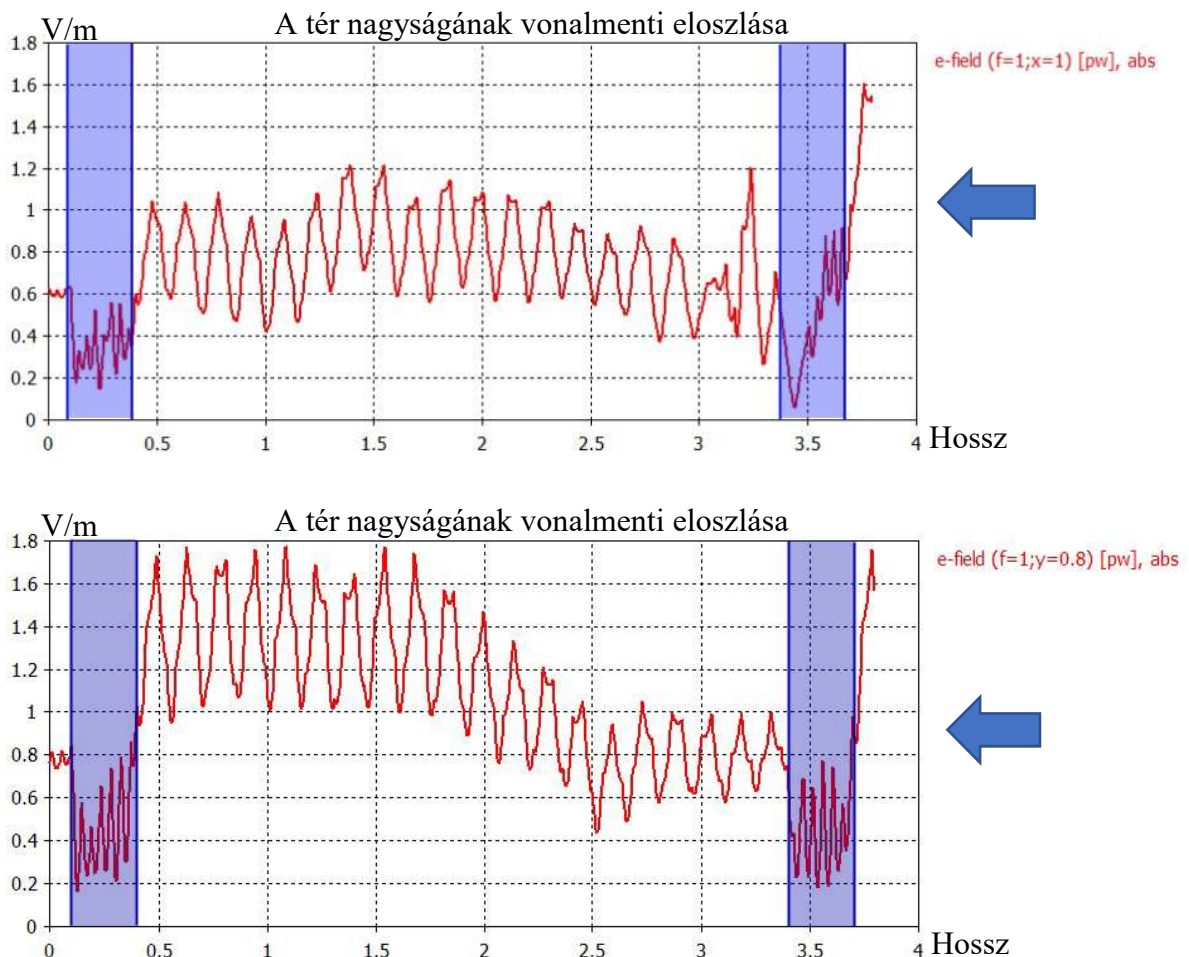 V/m
A tér nagyságának vonalmenti eloszlása
1.8
1.6
1.4
1.2
1
0.8
0.6
0.4
0.2
0
0 0.5 1 1.5 2 2.5 3 3.5 4 Hossz
e-field (f=1;x=1) [pw], abs
V/m
A tér nagyságának vonalmenti eloszlása
1.8
1.6
1.4
1.2
1
0.8
0.6
0.4
0.2
0
0 0.5 1 1.5 2 2.5 3 3.5 4 Hossz
e-field (f=1;y=0.8) [pw], abs